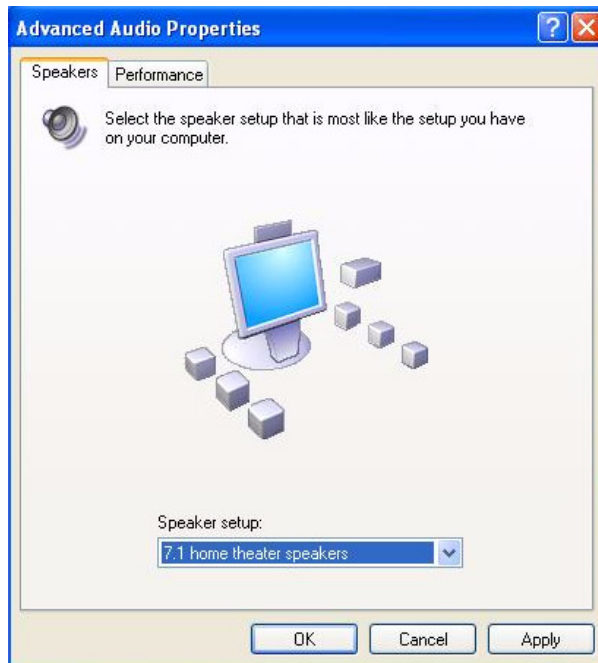 Advanced Audio Properties
Speakers Performance
Select the speaker setup that is most like the setup you have
on your computer.
Speaker setup:
7.1 home theater speakers
OK Cancel Apply